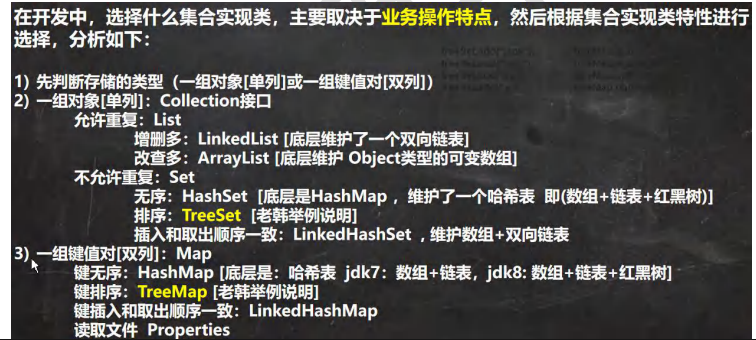 在开发中，选择什么集合实现类，主要取决于业务操作特点，然后根据集合实现类特性进行
选择，分析如下：
1) 先判断存储的类型（一组对象[单列]或一组键值对[双列]）
2) 一组对象[单列]：Collection接口
允许重复：List
增删多：LinkedList [底层维护了一个双向链表]
改查多：ArrayList [底层维护 Object类型的可变数组]
不允许重复：Set
无序：HashSet [底层是HashMap ，维护了一个哈希表 即(数组+链表+红黑树)]
排序：TreeSet [老韩举例说明]
插入和取出顺序一致：LinkedHashSet , 维护数组+双向链表
3) 一组键值对[双列]：Map
键无序：HashMap [底层是：哈希表 jdk7：数组+链表，jdk8: 数组+链表+红黑树]
键排序：TreeMap [老韩举例说明]
键插入和取出顺序一致：LinkedHashMap
读取文件 Properties